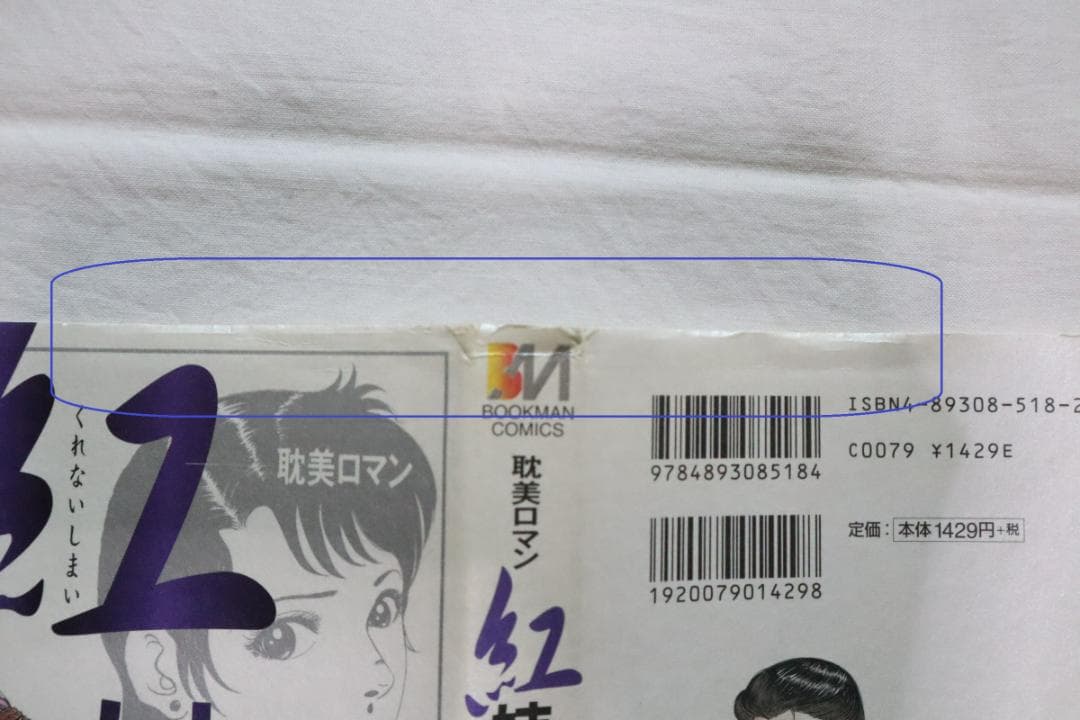 紅
くれないしまい
耽美ロマン
BM
BOOKMAN
COMICS
耽美ロマン
紅
ISBN4-89308-518-2
9784893085184
C0079 ¥1429E
定価：本体1429円+税
1920079014298